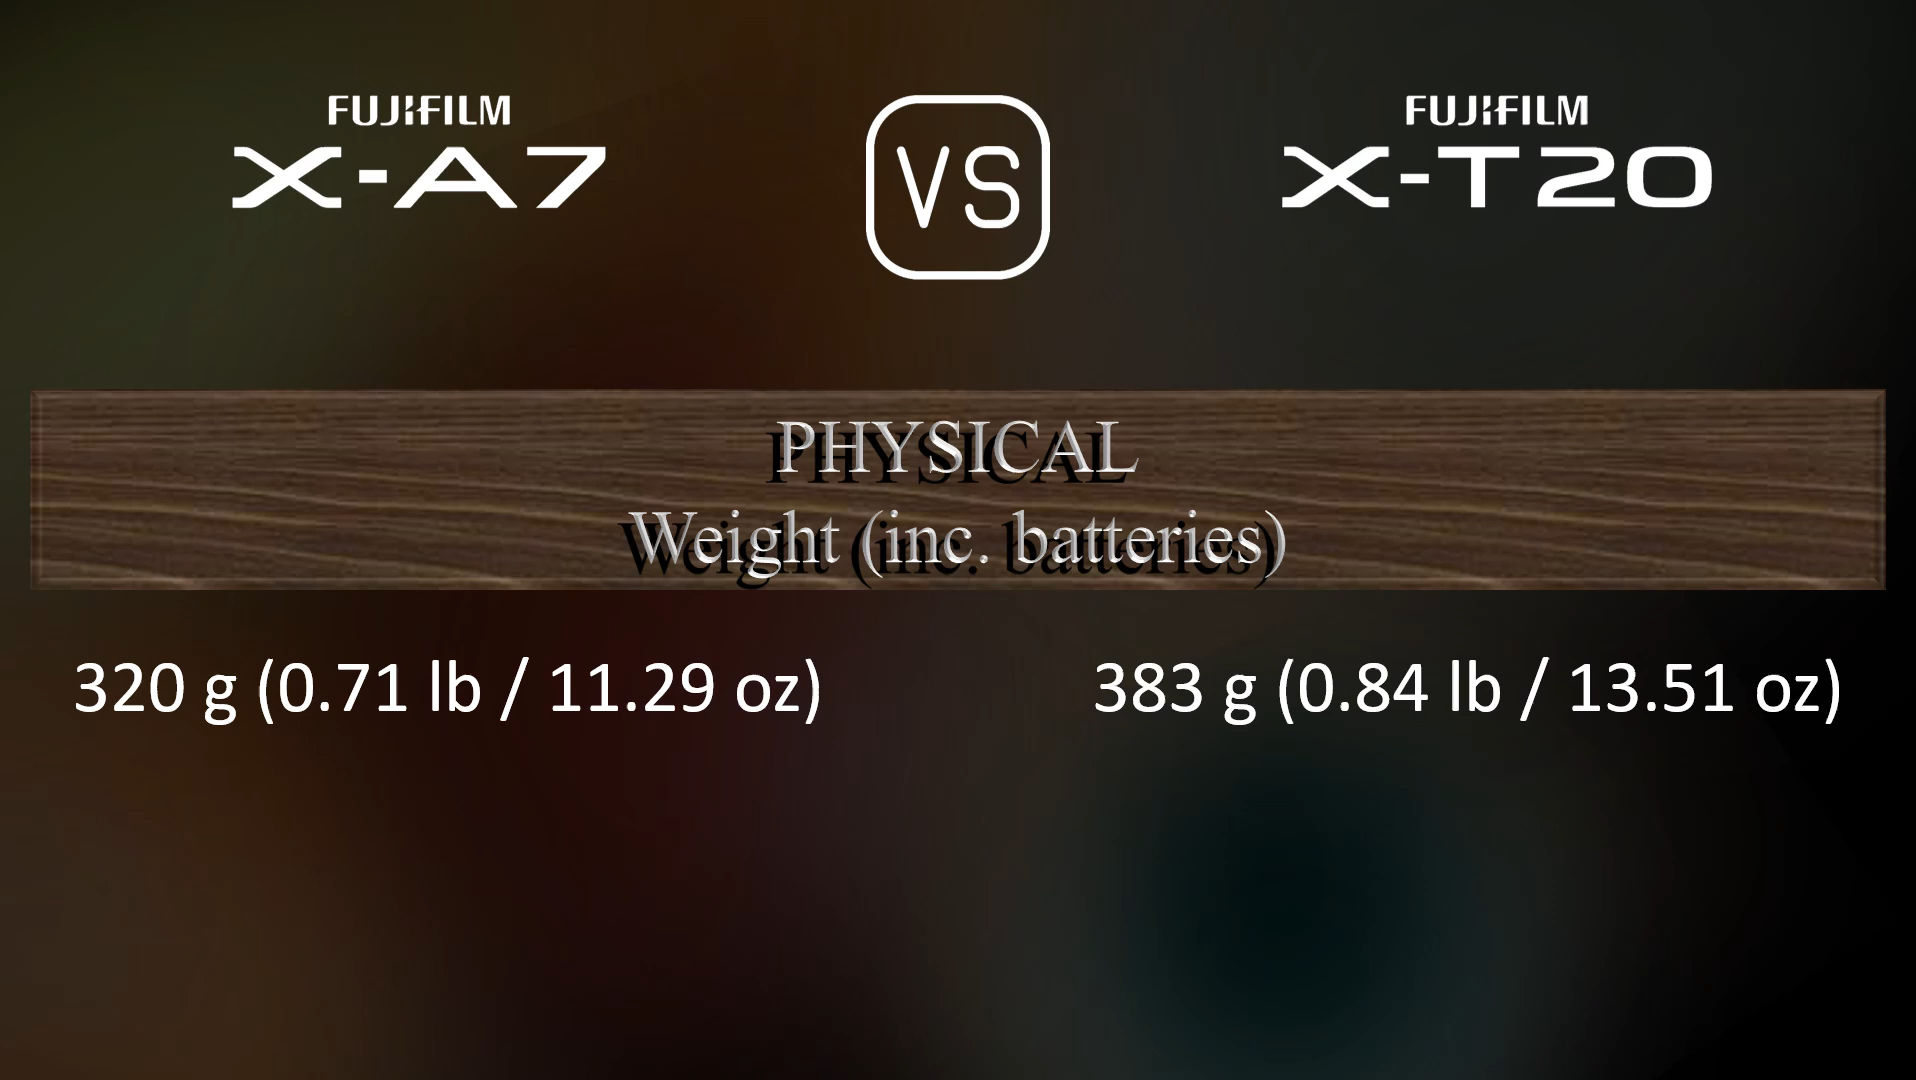 FUJIFILM
X-A7
VS
FUJIFILM
X-T20
PHYSICAL
Weight (inc. batteries)
320 g (0.71 lb / 11.29 oz)
383 g (0.84 lb / 13.51 oz)